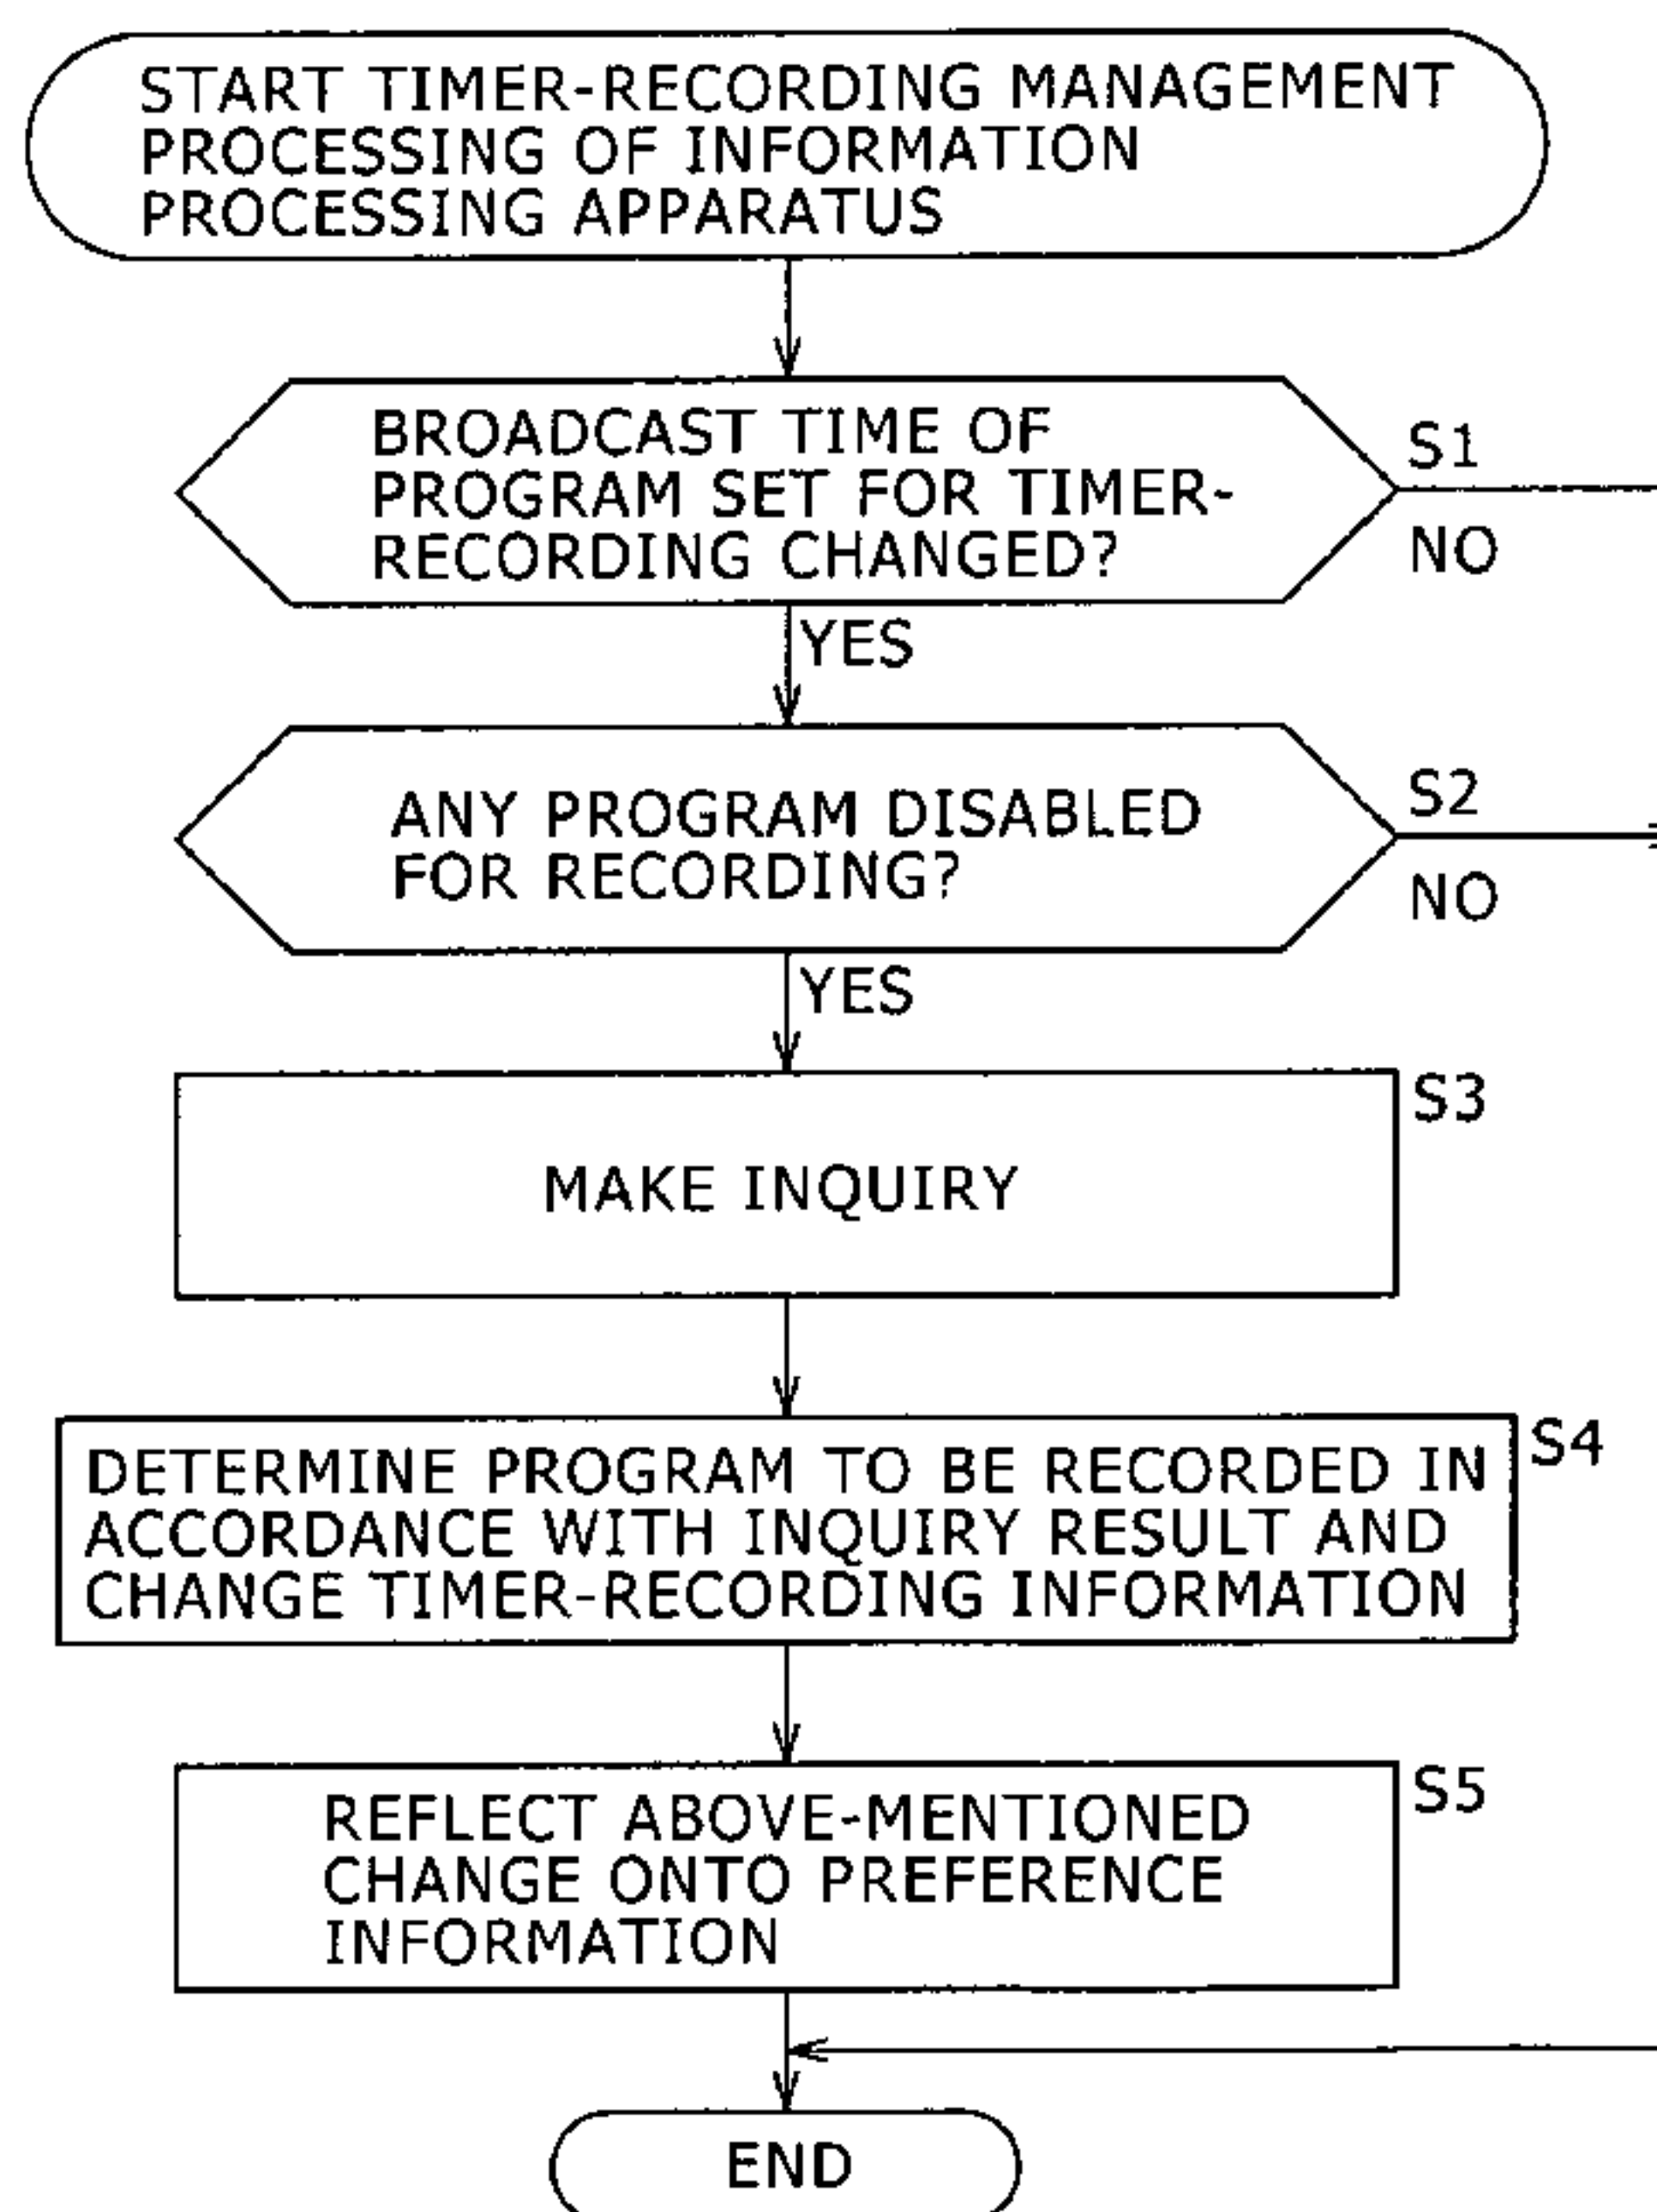 START TIMER-RECORDING MANAGEMENT
PROCESSING OF INFORMATION
PROCESSING APPARATUS
BROADCAST TIME OF
PROGRAM SET FOR TIMER-
RECORDING CHANGED?
S1
NO
YES
ANY PROGRAM DISABLED
FOR RECORDING?
S2
NO
YES
S3
MAKE INQUIRY
S4
DETERMINE PROGRAM TO BE RECORDED IN
ACCORDANCE WITH INQUIRY RESULT AND
CHANGE TIMER-RECORDING INFORMATION
S5
REFLECT ABOVE-MENTIONED
CHANGE ONTO PREFERENCE
INFORMATION
END